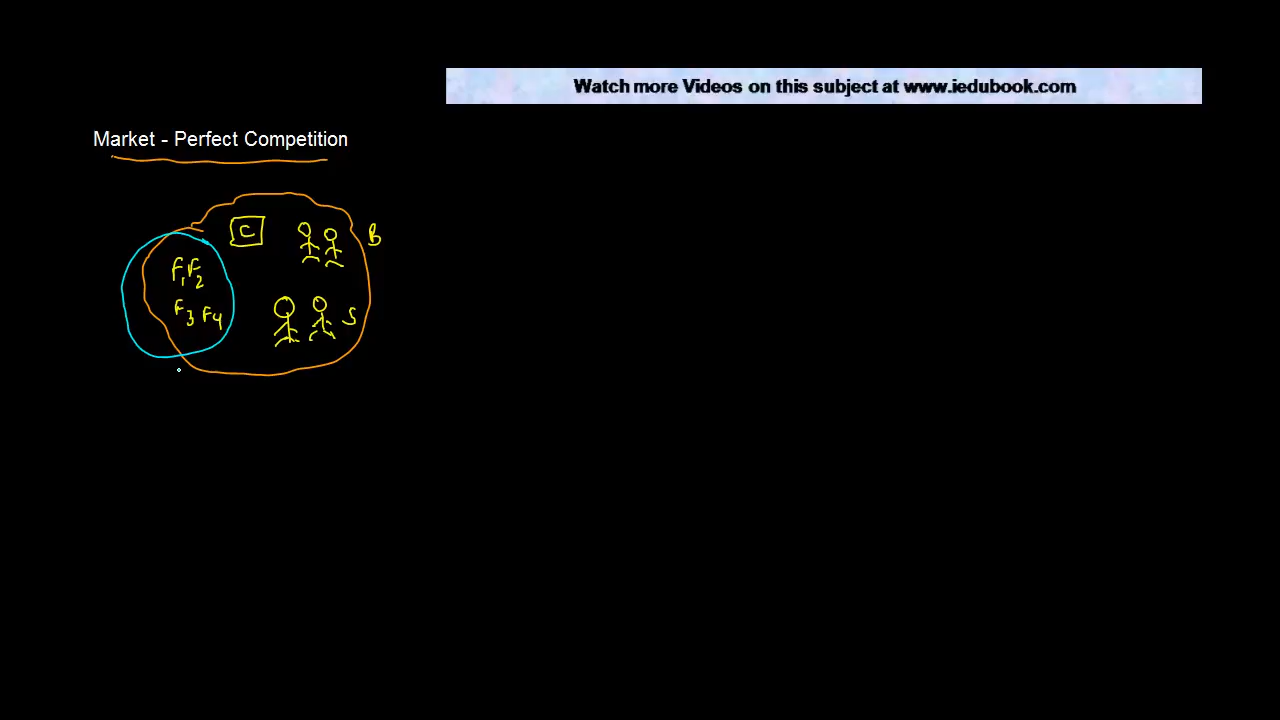 Watch more Videos on this subject at www.iedubook.com
Market - Perfect Competition
C
B
F1 F2
F3 F4
S